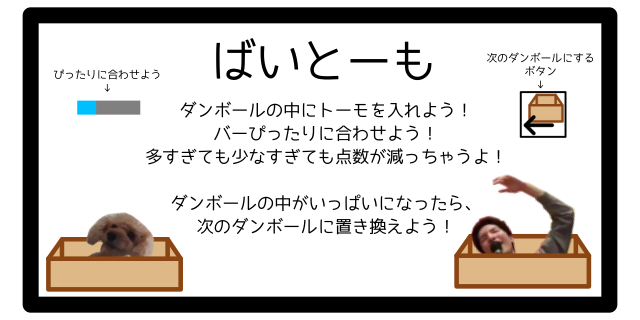 ばいとーも
ぴったりに合わせよう
↓
次のダンボールにする
ボタン
↓
ダンボールの中にトーモを入れよう！
バーぴったりに合わせよう！
多すぎても少なすぎても点数が減っちゃうよ！
ダンボールの中がいっぱいになったら、
次のダンボールに置き換えよう！